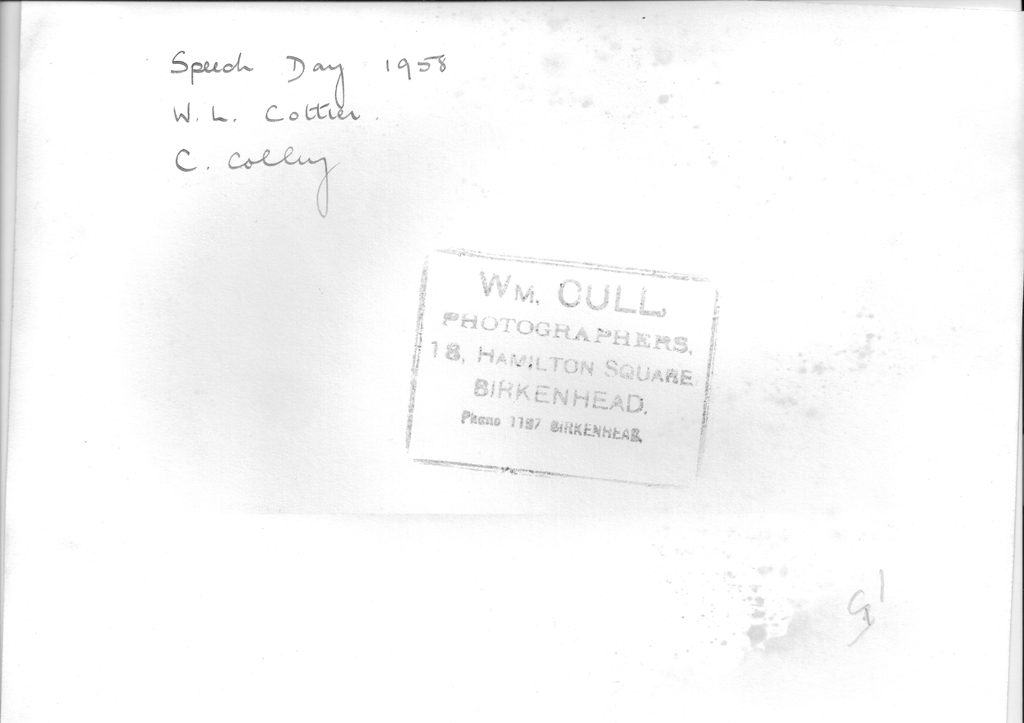 Speech Day 1958
W. L. Cottier.
C. Colley
WM. CULL,
PHOTOGRAPHERS,
18, HAMILTON SQUARE
BIRKENHEAD.
Phone 1187 BIRKENHEAD.